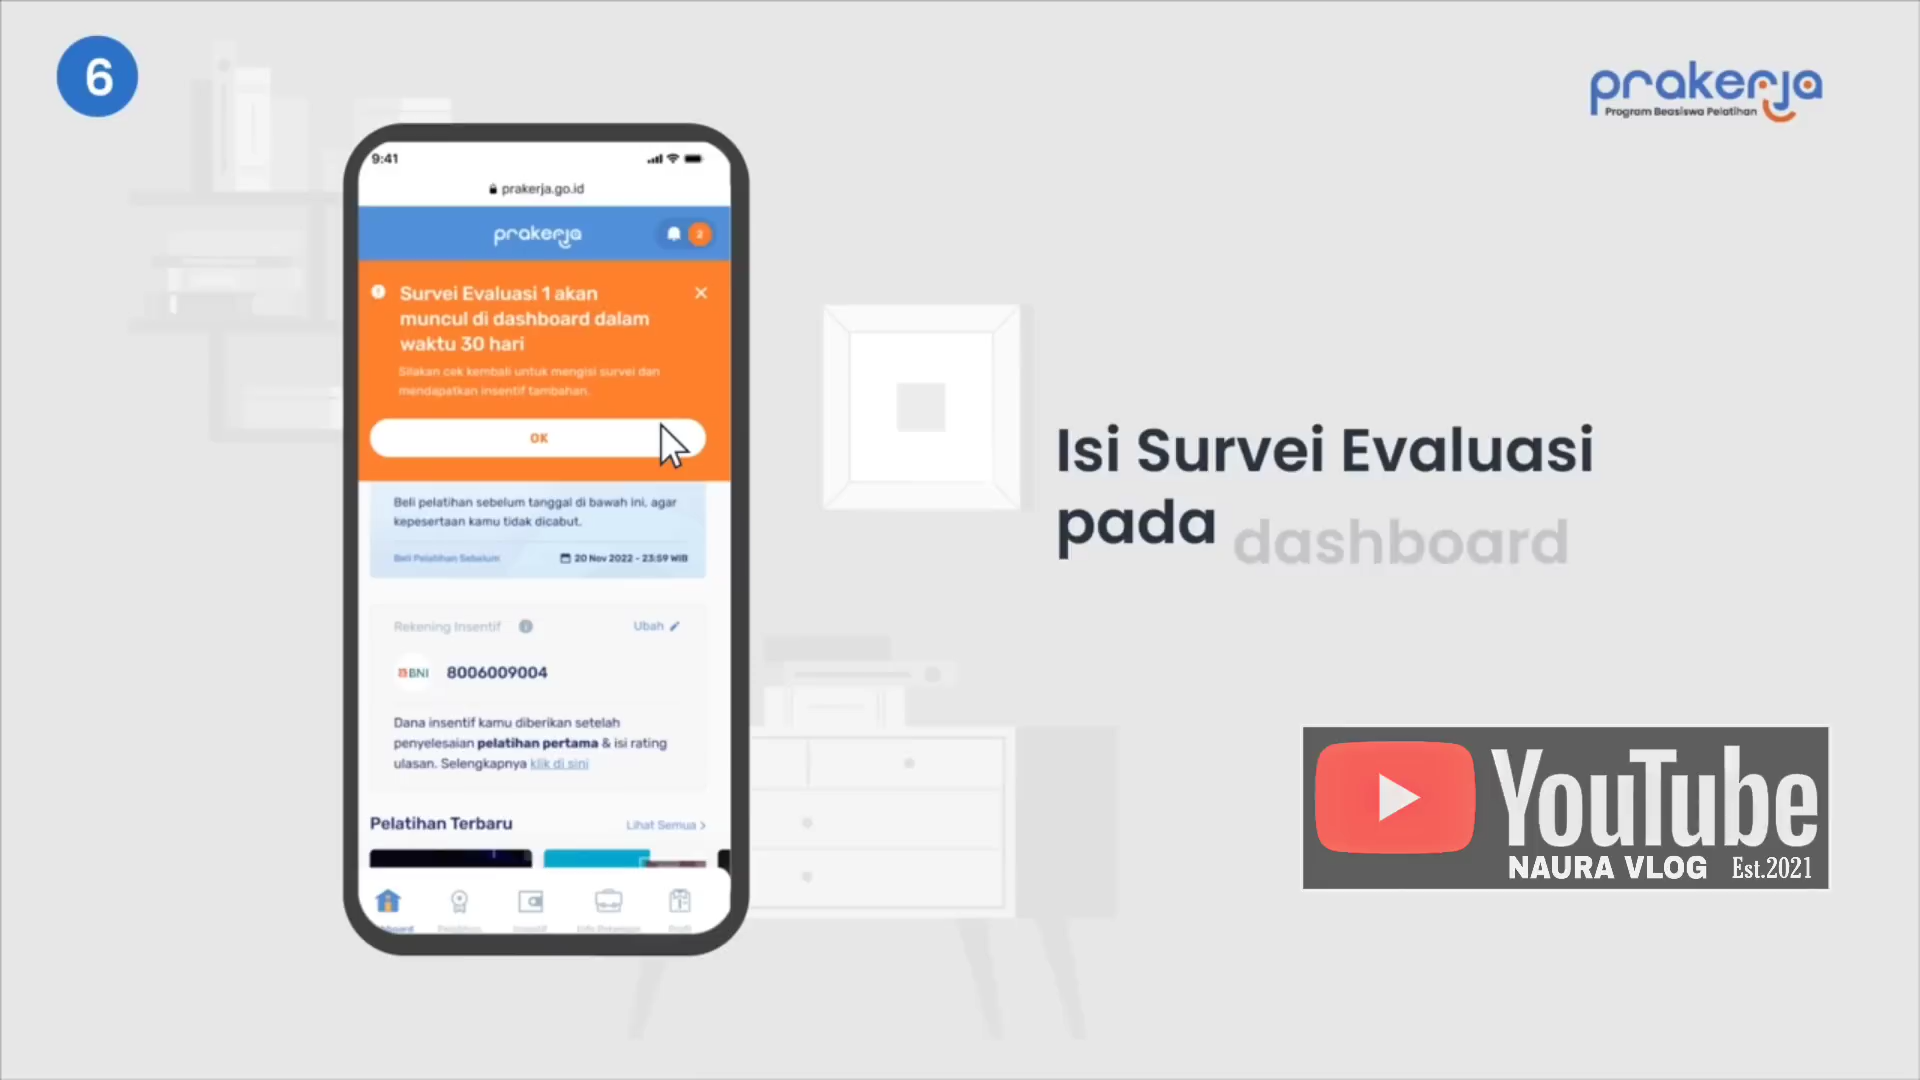 6
prakerja
Program Beasiswa Pelatihan
9:41
prakerja.go.id
prakerja
2
Survei Evaluasi 1 akan
muncul di dashboard dalam
waktu 30 hari
Silakan cek kembali untuk mengisi survei dan
mendapatkan insentif tambahan.
OK
Beli pelatihan sebelum tanggal di bawah ini, agar
kepesertaan kamu tidak dicabut.
Beli Pelatihan Sebelum 20 Nov 2022 - 23:59 WIB
Rekening Insentif Ubah
BNI 8006009004
Dana insentif kamu diberikan setelah
penyelesaian pelatihan pertama & isi rating
ulasan. Selengkapnya klik di sini
Pelatihan Terbaru Lihat Semua >
Isi Survei Evaluasi
pada dashboard
YouTube
NAURA VLOG Est.2021